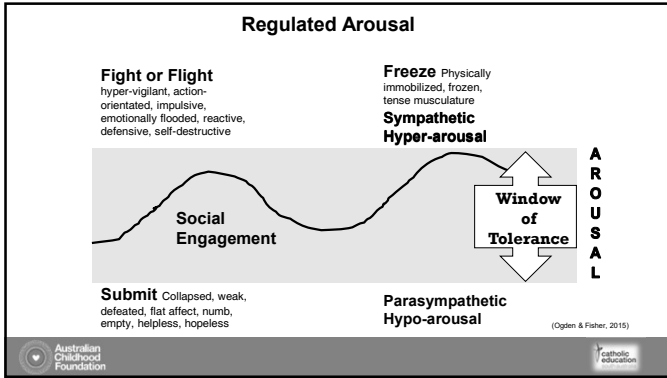 Regulated Arousal
Fight or Flight
hyper-vigilant, action-
orientated, impulsive,
emotionally flooded, reactive,
defensive, self-destructive
Freeze Physically
immobilized, frozen,
tense musculature
Sympathetic
Hyper-arousal
Social
Engagement
Window
of
Tolerance
A
R
O
U
S
A
L
Submit Collapsed, weak,
defeated, flat affect, numb,
empty, helpless, hopeless
Parasympathetic
Hypo-arousal
(Ogden & Fisher, 2015)
Australian
Childhood
Foundation
catholic
education